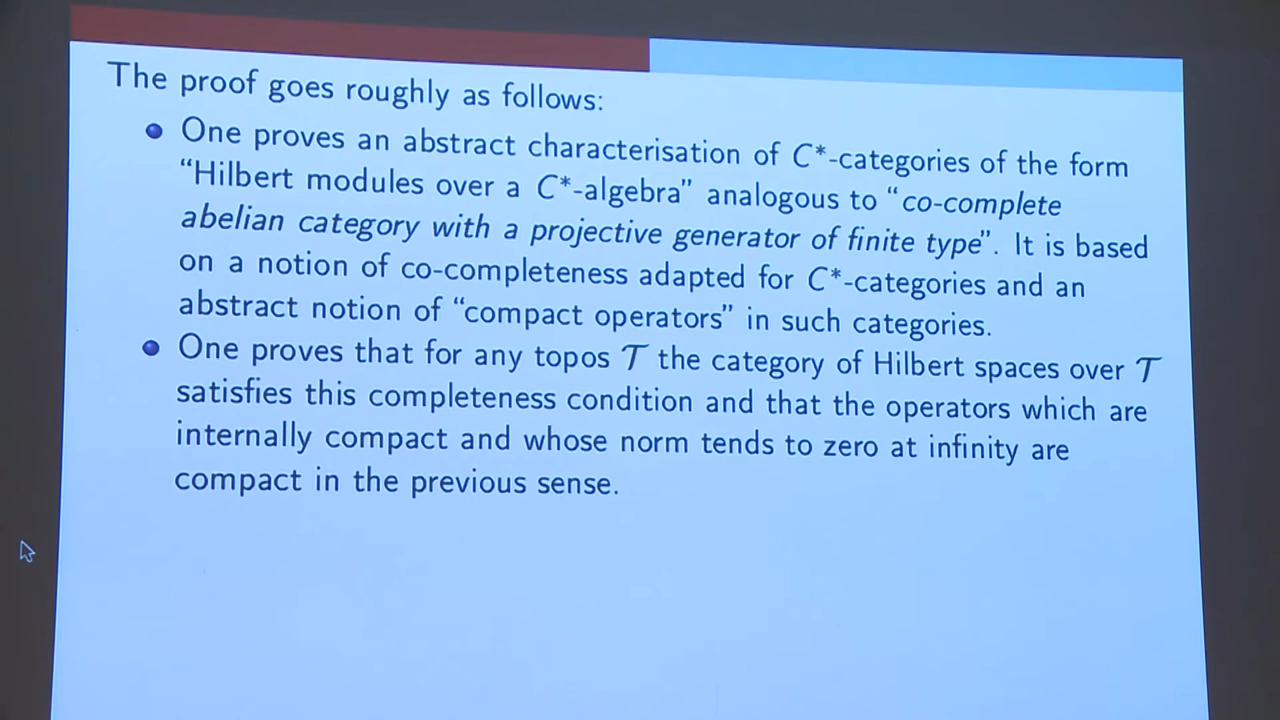 The proof goes roughly as follows:
One proves an abstract characterisation of C*-categories of the form
“Hilbert modules over a C*-algebra” analogous to “co-complete
abelian category with a projective generator of finite type”. It is based
on a notion of co-completeness adapted for C*-categories and an
abstract notion of “compact operators” in such categories.
One proves that for any topos 𝒯 the category of Hilbert spaces over 𝒯
satisfies this completeness condition and that the operators which are
internally compact and whose norm tends to zero at infinity are
compact in the previous sense.